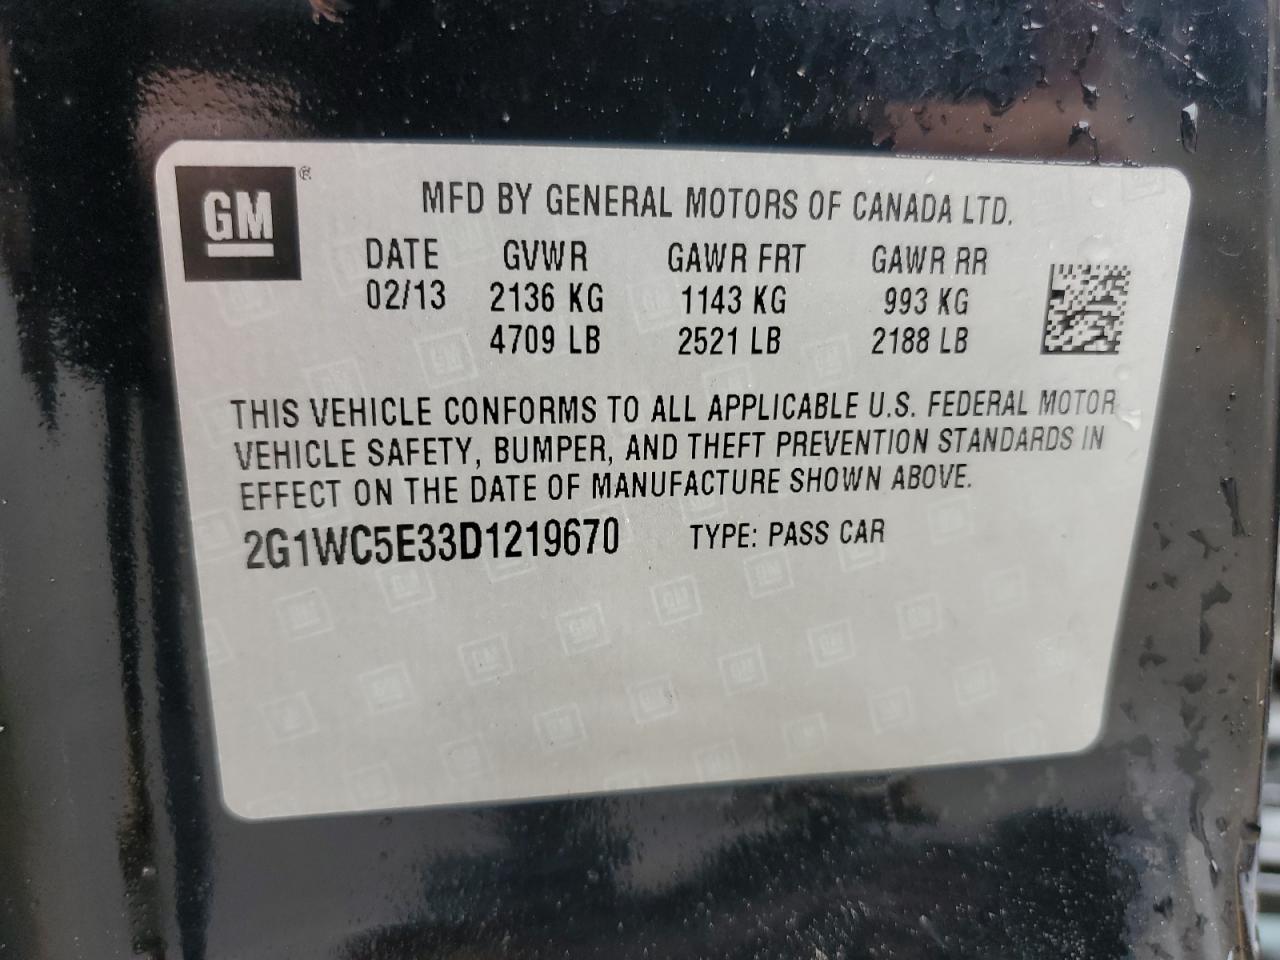 GM ®
MFD BY GENERAL MOTORS OF CANADA LTD.
DATE GVWR GAWR FRT GAWR RR
02/13 2136 KG 1143 KG 993 KG
4709 LB 2521 LB 2188 LB
THIS VEHICLE CONFORMS TO ALL APPLICABLE U.S. FEDERAL MOTOR
VEHICLE SAFETY, BUMPER, AND THEFT PREVENTION STANDARDS IN
EFFECT ON THE DATE OF MANUFACTURE SHOWN ABOVE.
2G1WC5E33D1219670 TYPE: PASS CAR